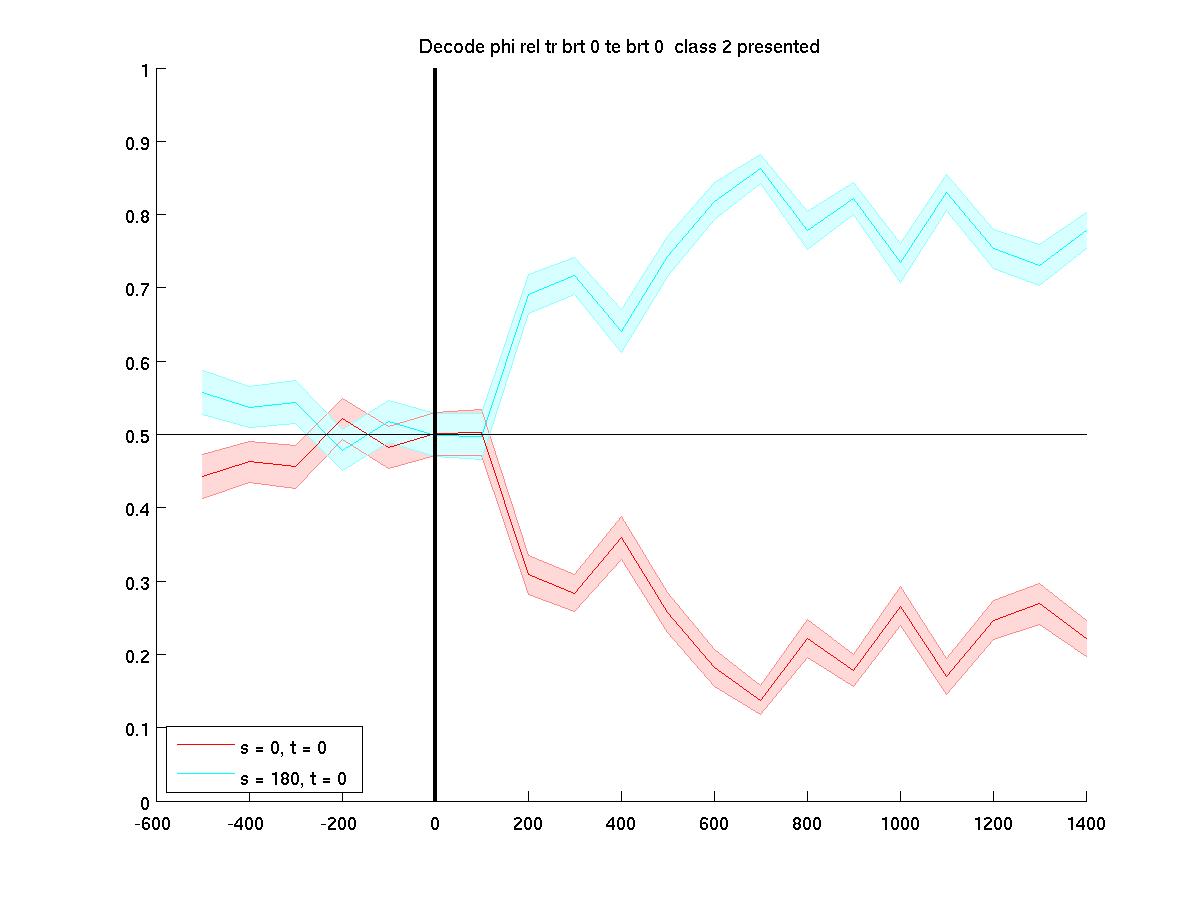 Decode phi rel tr brt 0 te brt 0  class 2 presented
1
0.9
0.8
0.7
0.6
0.5
0.4
0.3
0.2
0.1
0
s = 0, t = 0
s = 180, t = 0
-600 -400 -200 0 200 400 600 800 1000 1200 1400